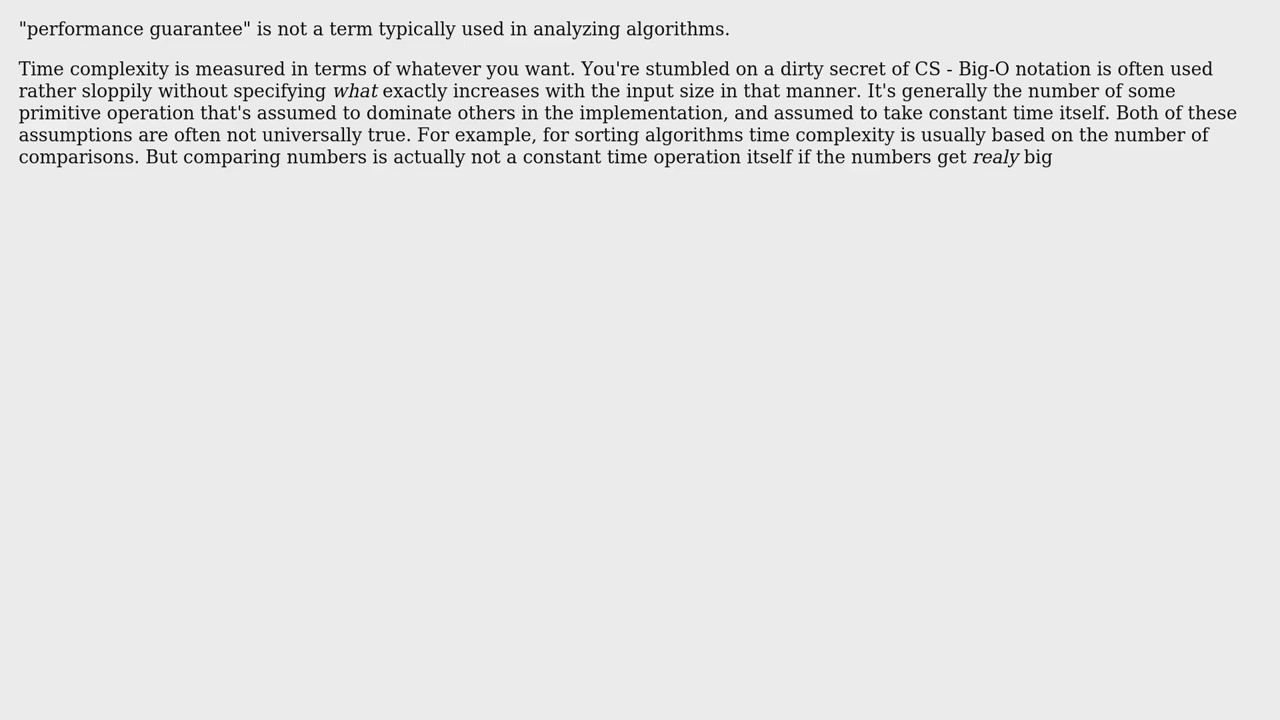 "performance guarantee" is not a term typically used in analyzing algorithms.
Time complexity is measured in terms of whatever you want. You're stumbled on a dirty secret of CS - Big-O notation is often used
rather sloppily without specifying what exactly increases with the input size in that manner. It's generally the number of some
primitive operation that's assumed to dominate others in the implementation, and assumed to take constant time itself. Both of these
assumptions are often not universally true. For example, for sorting algorithms time complexity is usually based on the number of
comparisons. But comparing numbers is actually not a constant time operation itself if the numbers get realy big